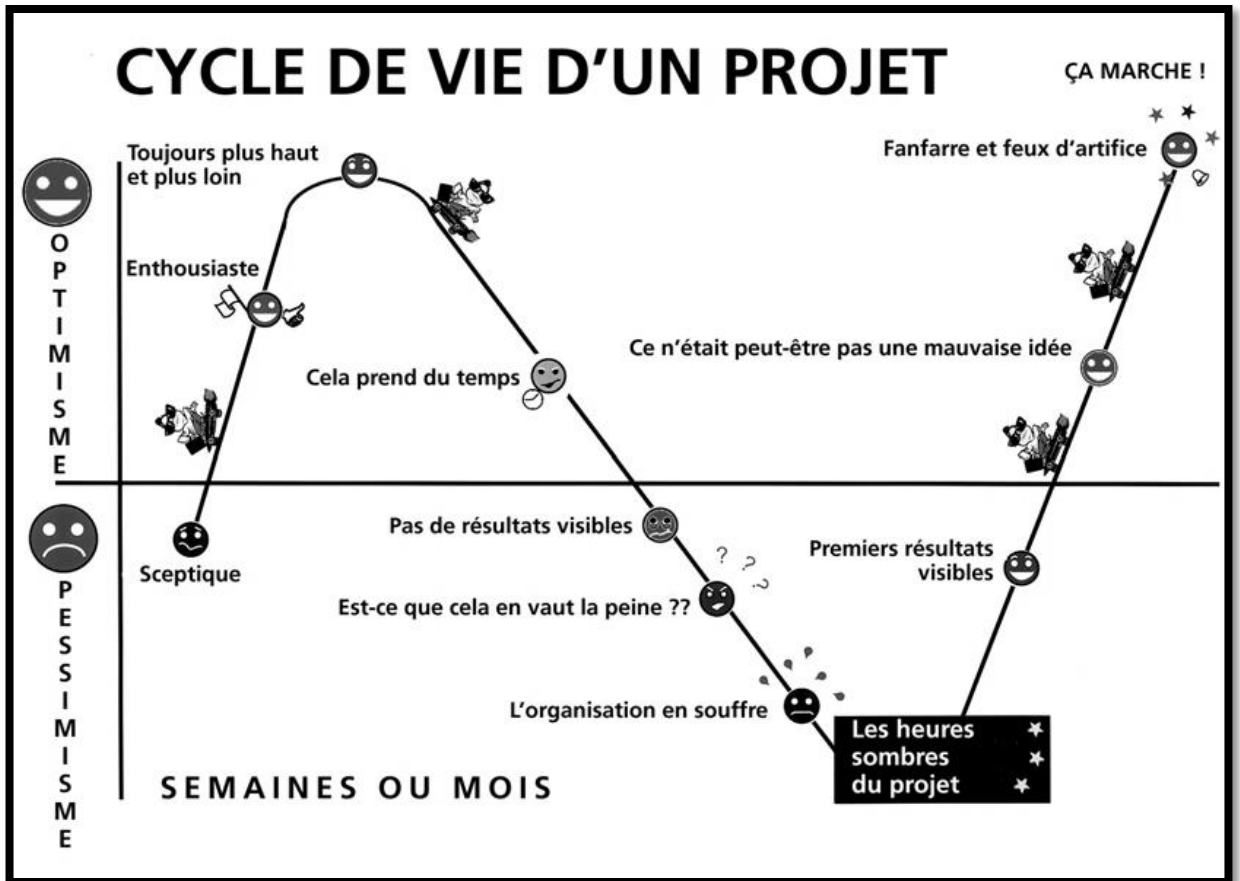 CYCLE DE VIE D'UN PROJET
ÇA MARCHE !
Toujours plus haut
et plus loin
Fanfarre et feux d'artifice
OPTIMISME
Enthousiaste
Ce n'était peut-être pas une mauvaise idée
Cela prend du temps
Pas de résultats visibles
Premiers résultats
visibles
Sceptique
? ? ?
Est-ce que cela en vaut la peine ??
PESSIMISME
L'organisation en souffre
Les heures
sombres
du projet
SEMAINES OU MOIS